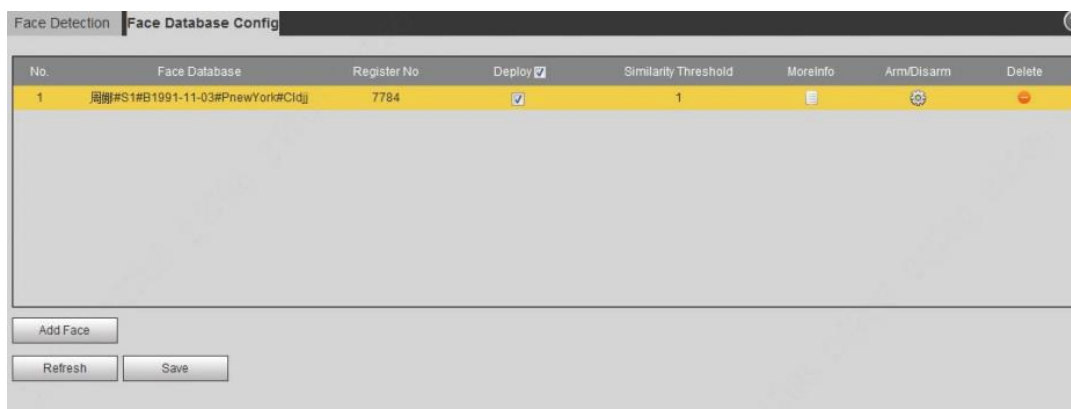 Face Detection Face Database Config
No. Face Database Register No Deploy Similarity Threshold MoreInfo Arm/Disarm Delete
1 #S1#B1991-11-03#PnewYork#CIdjj 7784 1
Add Face
Refresh Save